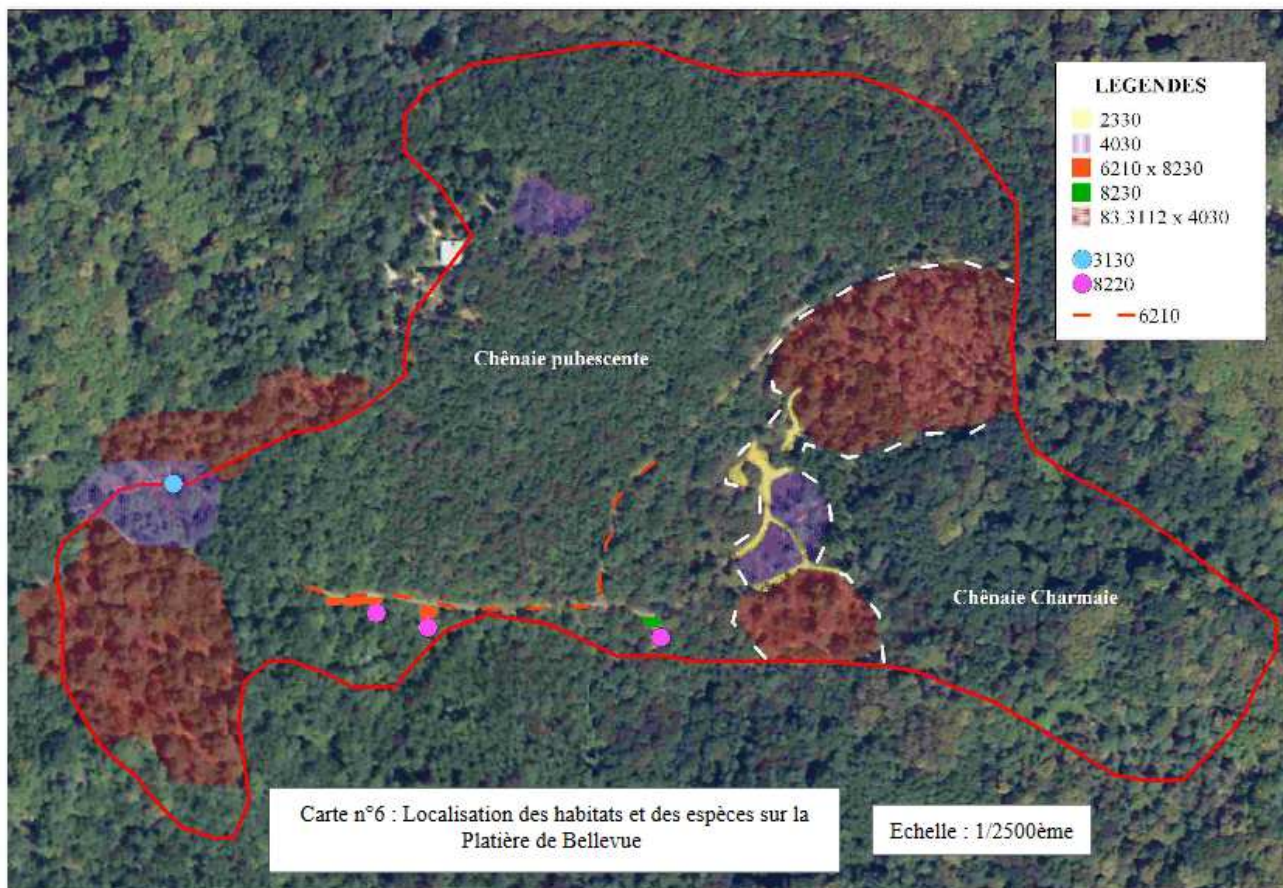 LEGENDES
2330
4030
6210 x 8230
8230
83.3112 x 4030
3130
8220
6210
Chênaie pubescente
Chênaie Charmaie
Carte n°6 : Localisation des habitats et des espèces sur la
Platière de Bellevue
Echelle : 1/2500ème